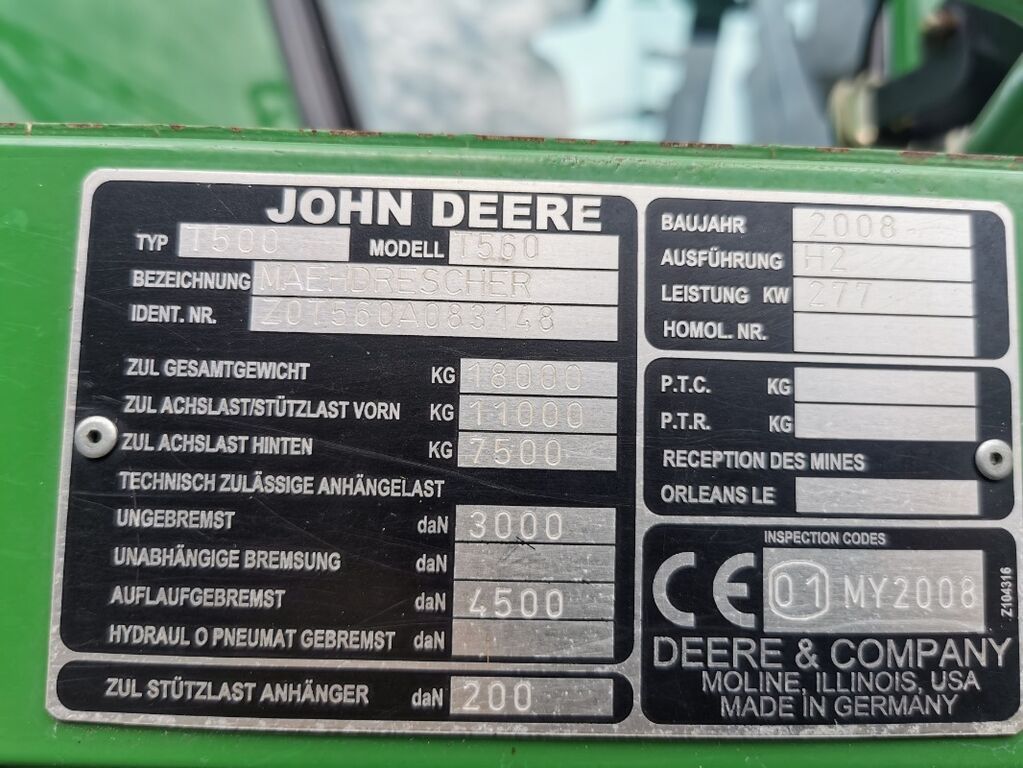 JOHN DEERE
TYP T500 MODELL T560
BEZEICHNUNG MAEHDRESCHER
IDENT. NR. Z0T560A083148
ZUL GESAMTGEWICHT KG 18000
ZUL ACHSLAST/STÜTZLAST VORN KG 11000
ZUL ACHSLAST HINTEN KG 7500
TECHNISCH ZULÄSSIGE ANHÄNGELAST
UNGEBREMST daN 3000
UNABHÄNGIGE BREMSUNG daN
AUFLAUFGEBREMST daN 4500
HYDRAUL O PNEUMAT GEBREMST daN
ZUL STÜTZLAST ANHÄNGER daN 200
BAUJAHR 2008
AUSFÜHRUNG H2
LEISTUNG KW 277
HOMOL. NR.
P.T.C. KG
P.T.R. KG
RECEPTION DES MINES
ORLEANS LE
INSPECTION CODES
CE 01 MY2008
Z104316
DEERE & COMPANY
MOLINE, ILLINOIS, USA
MADE IN GERMANY